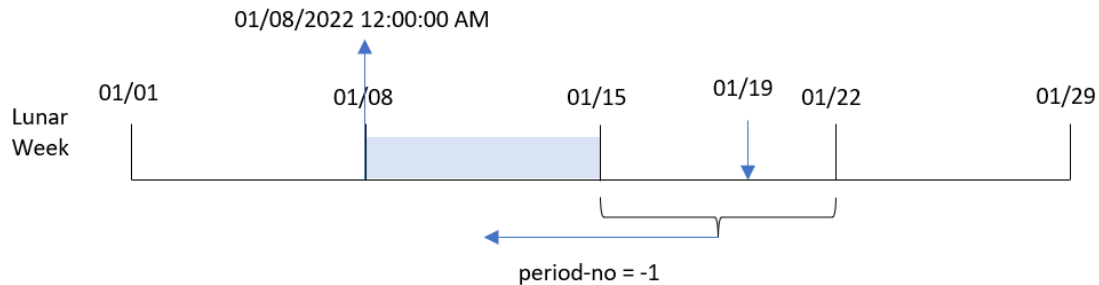 01/08/2022 12:00:00 AM
01/01
01/08
01/15
01/19
01/22
01/29
Lunar
Week
period-no = -1